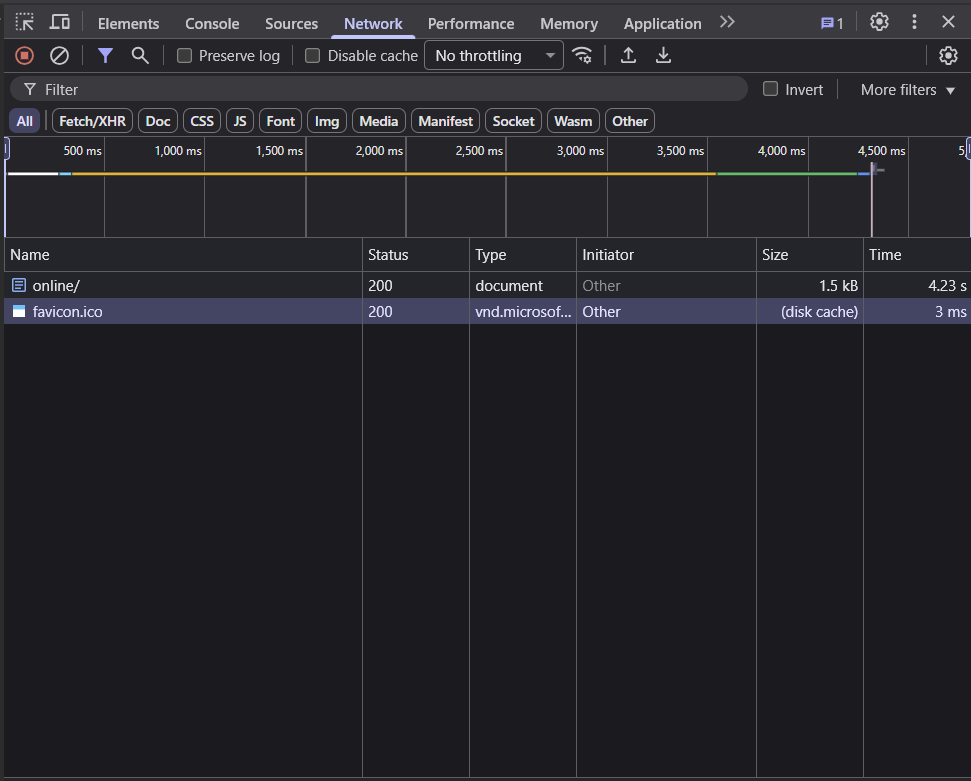 Elements Console Sources Network Performance Memory Application 1
Preserve log Disable cache No throttling
Filter Invert More filters
All Fetch/XHR Doc CSS JS Font Img Media Manifest Socket Wasm Other
500 ms 1,000 ms 1,500 ms 2,000 ms 2,500 ms 3,000 ms 3,500 ms 4,000 ms 4,500 ms 5,
Name Status Type Initiator Size Time
online/ 200 document Other 1.5 kB 4.23 s
favicon.ico 200 vnd.microsof... Other (disk cache) 3 ms